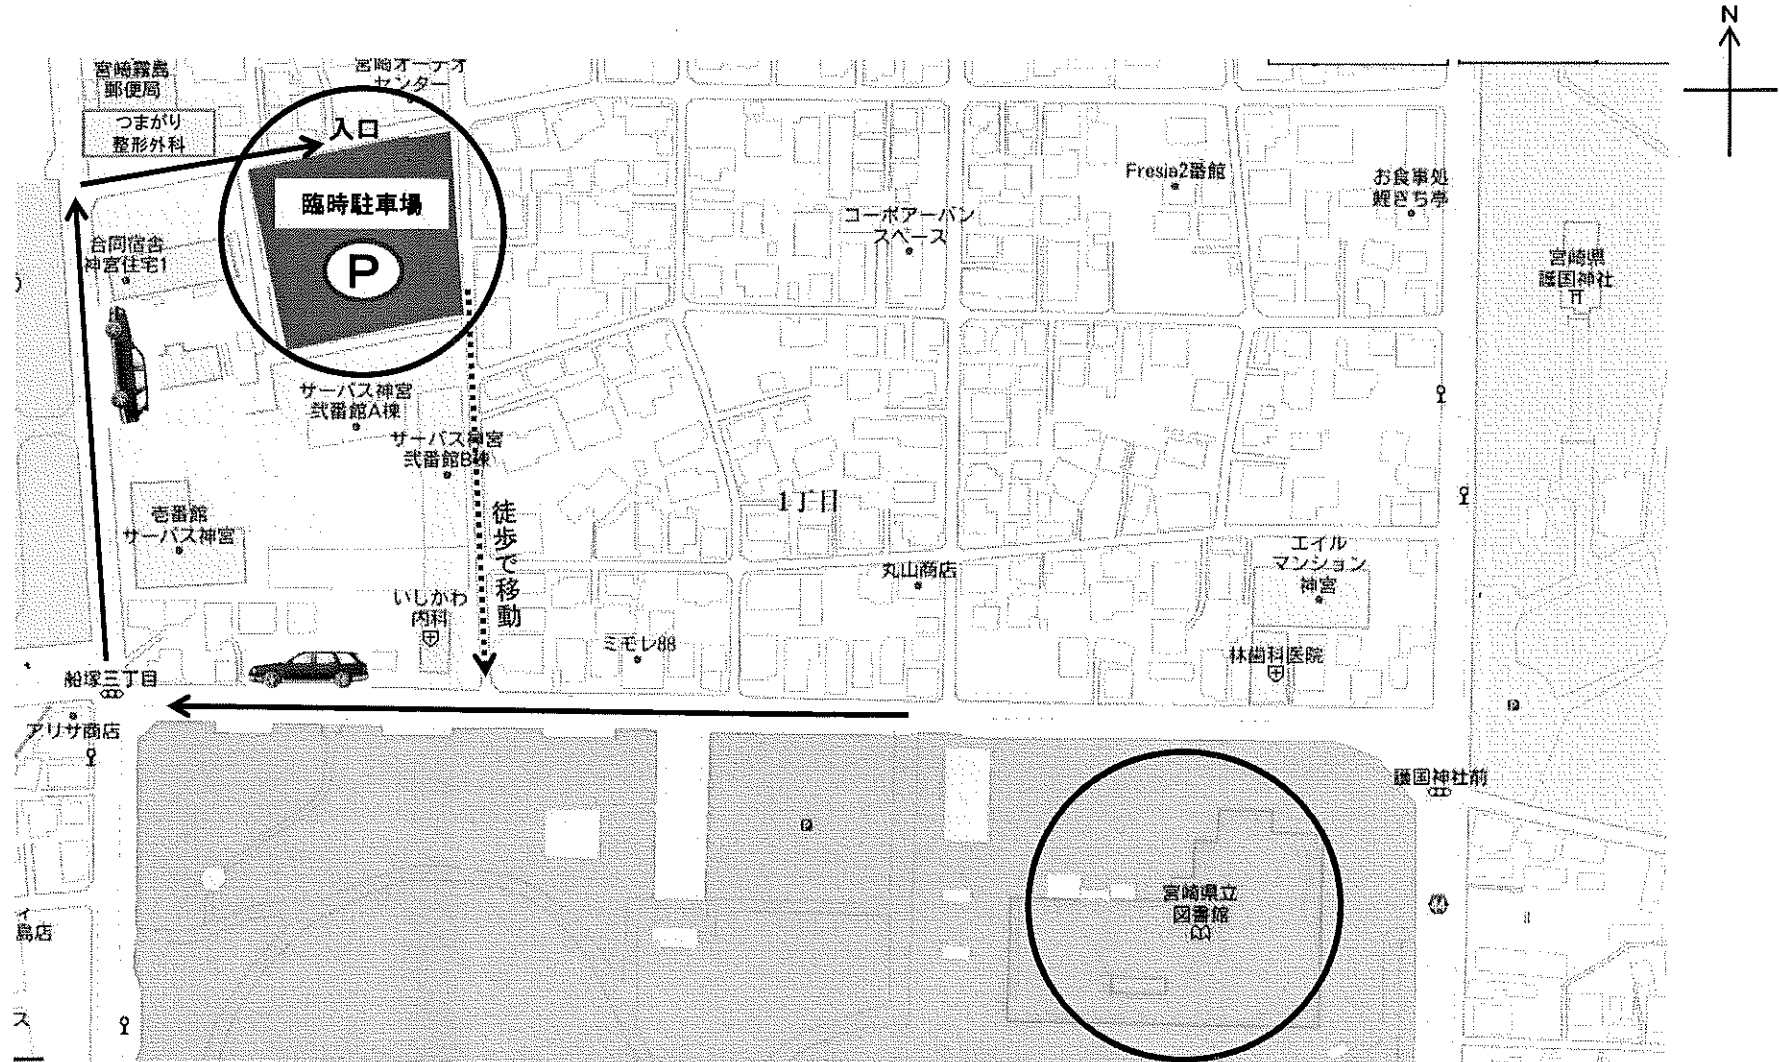 N
宮崎霧島
郵便局
宮崎オーディオ
センター
つまがり
整形外科
入口
臨時駐車場
P
合同宿舎
神宮住宅1
Fresia2番館
お食事処
鯉きち亭
コーポアーバン
スペース
宮崎県
護国神社
サーパス神宮
弐番館A棟
サーパス神宮
弐番館B棟
壱番館
サーパス神宮
徒歩で移動
1丁目
丸山商店
エイル
マンション
神宮
いしかわ
内科
ミモレ88
林歯科医院
船塚三丁目
アリサ商店
P
護国神社前
P
宮崎県立
図書館
イ
島店
ス